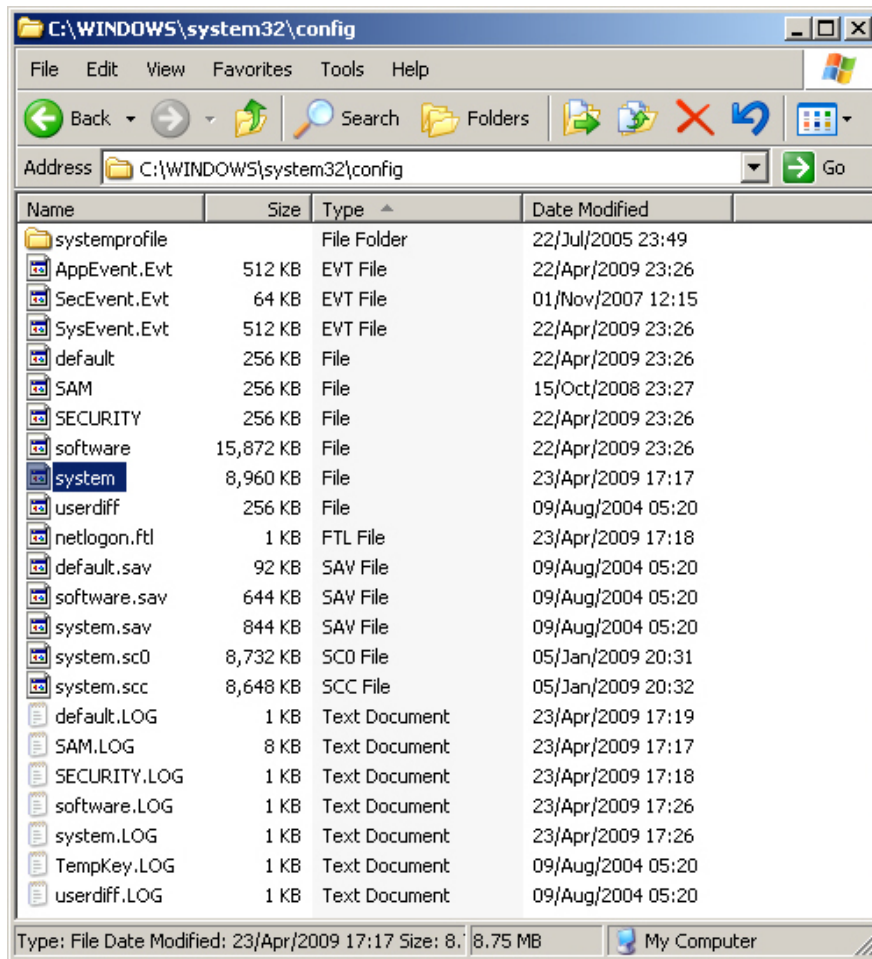 C:\WINDOWS\system32\config
File Edit View Favorites Tools Help
Back Search Folders
Address C:\WINDOWS\system32\config Go
Name Size Type Date Modified
systemprofile File Folder 22/Jul/2005 23:49
AppEvent.Evt 512 KB EVT File 22/Apr/2009 23:26
SecEvent.Evt 64 KB EVT File 01/Nov/2007 12:15
SysEvent.Evt 512 KB EVT File 22/Apr/2009 23:26
default 256 KB File 22/Apr/2009 23:26
SAM 256 KB File 15/Oct/2008 23:27
SECURITY 256 KB File 22/Apr/2009 23:26
software 15,872 KB File 22/Apr/2009 23:26
system 8,960 KB File 23/Apr/2009 17:17
userdiff 256 KB File 09/Aug/2004 05:20
netlogon.ftl 1 KB FTL File 23/Apr/2009 17:18
default.sav 92 KB SAV File 09/Aug/2004 05:20
software.sav 644 KB SAV File 09/Aug/2004 05:20
system.sav 844 KB SAV File 09/Aug/2004 05:20
system.sc0 8,732 KB SC0 File 05/Jan/2009 20:31
system.scc 8,648 KB SCC File 05/Jan/2009 20:32
default.LOG 1 KB Text Document 23/Apr/2009 17:19
SAM.LOG 8 KB Text Document 23/Apr/2009 17:17
SECURITY.LOG 1 KB Text Document 23/Apr/2009 17:18
software.LOG 1 KB Text Document 23/Apr/2009 17:26
system.LOG 1 KB Text Document 23/Apr/2009 17:26
TempKey.LOG 1 KB Text Document 09/Aug/2004 05:20
userdiff.LOG 1 KB Text Document 09/Aug/2004 05:20
Type: File Date Modified: 23/Apr/2009 17:17 Size: 8. 8.75 MB My Computer